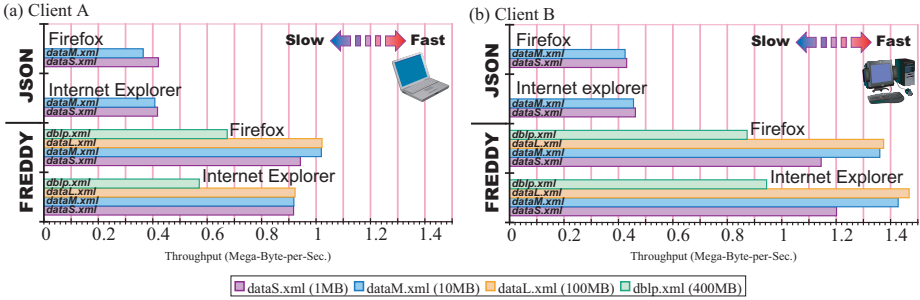 (a) Client A
JSON
Firefox
dataM.xml
dataS.xml
Internet Explorer
dataM.xml
dataS.xml
Slow Fast
FREDDY
Firefox
dblp.xml
dataL.xml
dataM.xml
dataS.xml
Internet Explorer
dblp.xml
dataL.xml
dataM.xml
dataS.xml
0 0.2 0.4 0.6 0.8 1 1.2 1.4
Throughput (Mega-Byte-per-Sec.)
(b) Client B
JSON
Firefox
dataM.xml
dataS.xml
Internet explorer
dataM.xml
dataS.xml
Slow Fast
FREDDY
Firefox
dblp.xml
dataL.xml
dataM.xml
dataS.xml
Internet Explorer
dblp.xml
dataL.xml
dataM.xml
dataS.xml
0 0.2 0.4 0.6 0.8 1 1.2 1.4
Throughput (Mega-Byte-per-Sec.)
dataS.xml (1MB) dataM.xml (10MB) dataL.xml (100MB) dblp.xml (400MB)